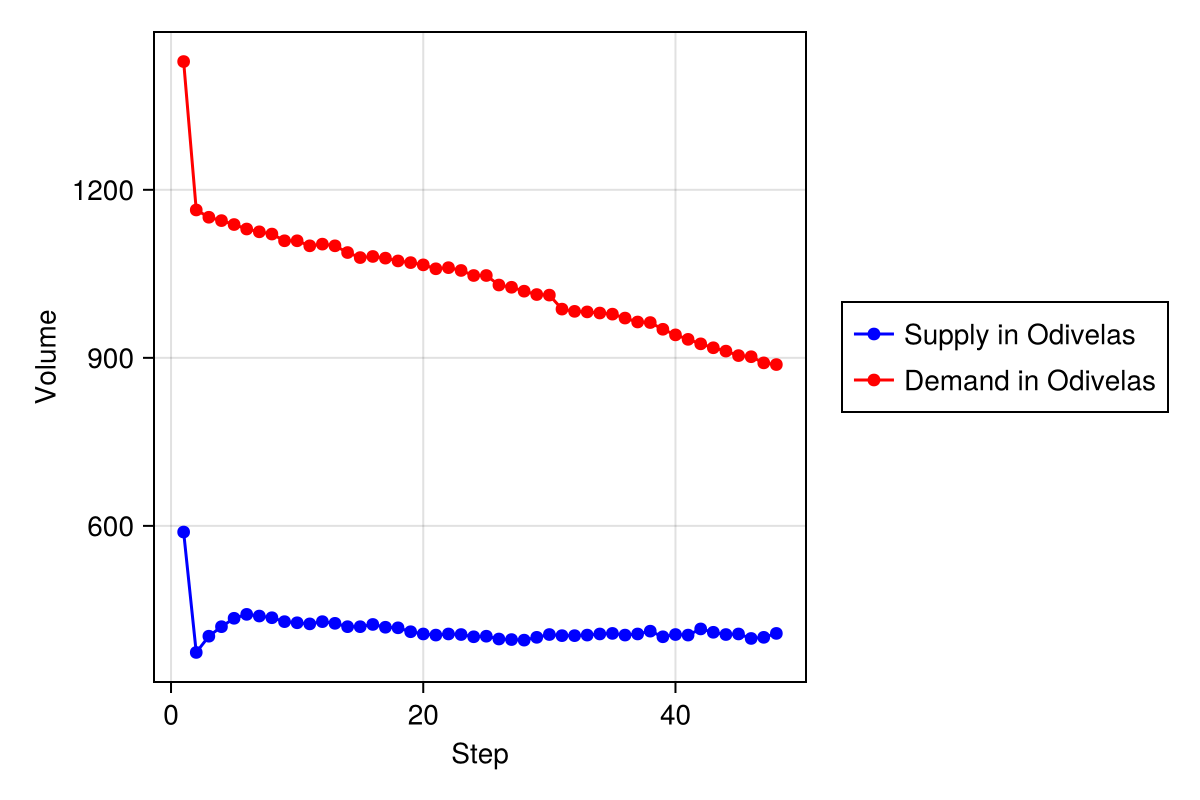 1200
900
600
Volume
0 20 40
Step
Supply in Odivelas
Demand in Odivelas